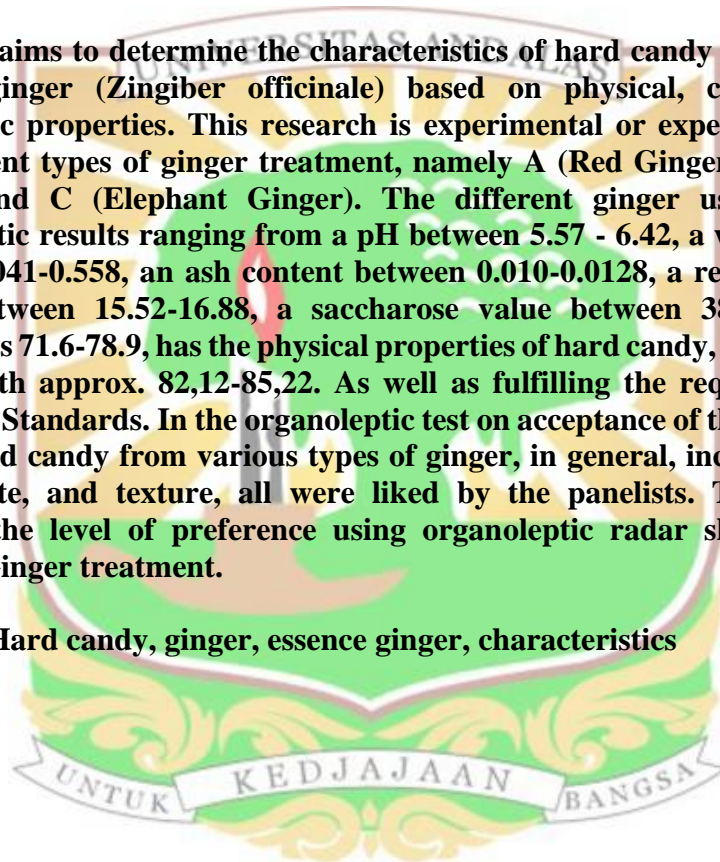 UNIVERSITAS ANDALAS
aims to determine the characteristics of hard candy
ginger (Zingiber officinale) based on physical, c
c properties. This research is experimental or expe
ent types of ginger treatment, namely A (Red Ginger
nd C (Elephant Ginger). The different ginger us
tic results ranging from a pH between 5.57 - 6.42, a v
041-0.558, an ash content between 0.010-0.0128, a re
tween 15.52-16.88, a saccharose value between 38
s 71.6-78.9, has the physical properties of hard candy,
th approx. 82,12-85,22. As well as fulfilling the req
Standards. In the organoleptic test on acceptance of th
d candy from various types of ginger, in general, inc
te, and texture, all were liked by the panelists. T
the level of preference using organoleptic radar sh
inger treatment.
Hard candy, ginger, essence ginger, characteristics
UNTUK KEDJAJAAN BANGSA